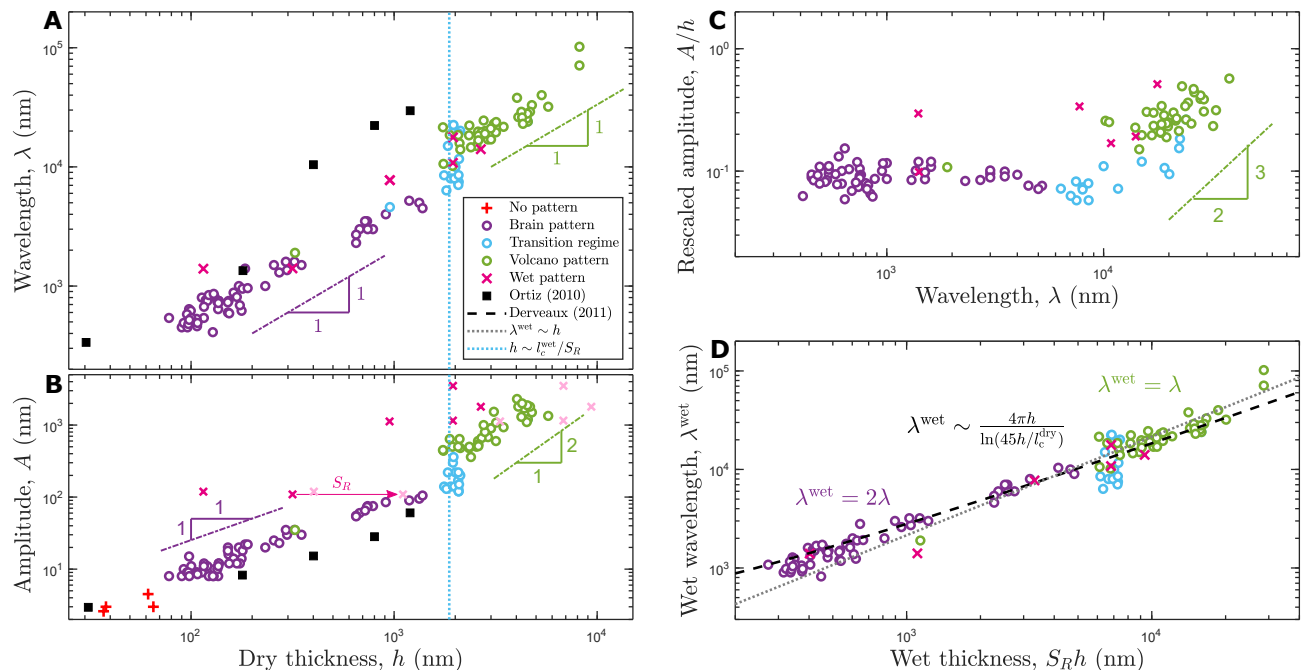 A
10^5
10^4
10^3
Wavelength, λ (nm)
1
1
1
1
No pattern
Brain pattern
Transition regime
Volcano pattern
Wet pattern
Ortiz (2010)
Derveaux (2011)
λ^wet ∼ h
h ∼ l_c^wet/S_R
B
10^3
10^2
10^1
Amplitude, A (nm)
1
1
S_R
2
1
10^2
10^3
10^4
Dry thickness, h (nm)
C
10^0
10^-1
Rescaled amplitude, A/h
3
2
10^3
10^4
Wavelength, λ (nm)
D
10^5
10^4
10^3
Wet wavelength, λ^wet (nm)
λ^wet = λ
λ^wet ∼ 4πh / ln(45h/l_c^dry)
λ^wet = 2λ
10^3
10^4
Wet thickness, S_R h (nm)